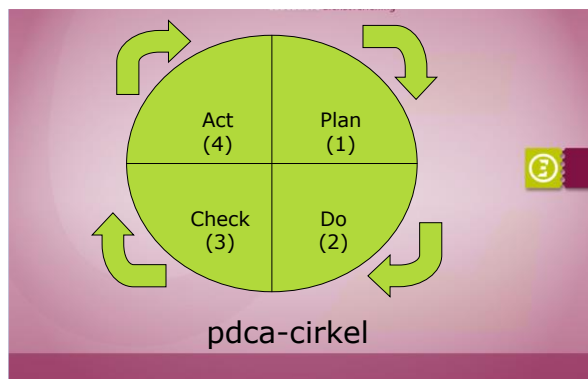 Act
(4)
Plan
(1)
Check
(3)
Do
(2)
pdca-cirkel